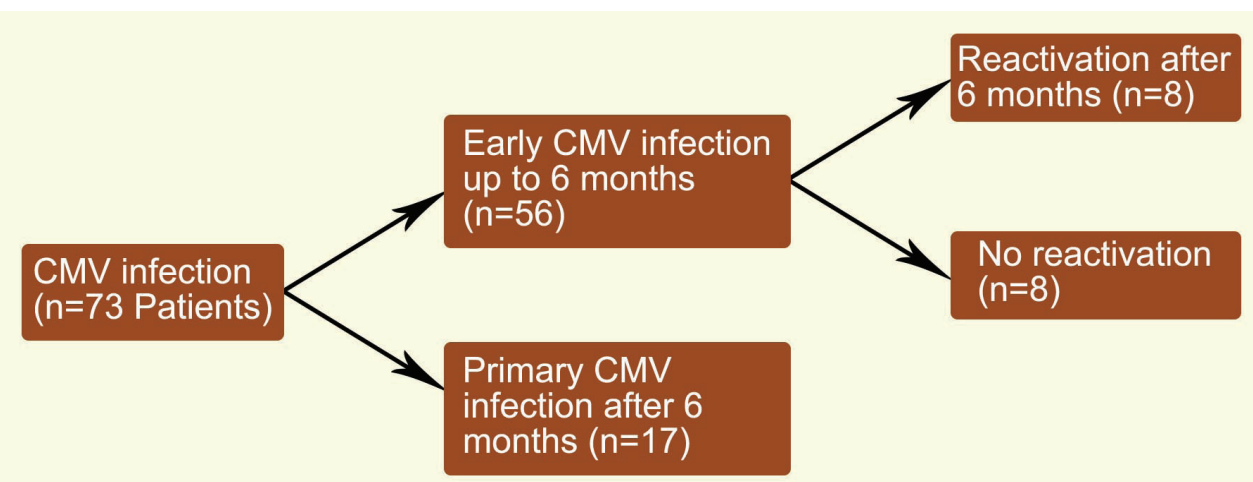 CMV infection
(n=73 Patients)
Early CMV infection
up to 6 months
(n=56)
Primary CMV
infection after 6
months (n=17)
Reactivation after
6 months (n=8)
No reactivation
(n=8)